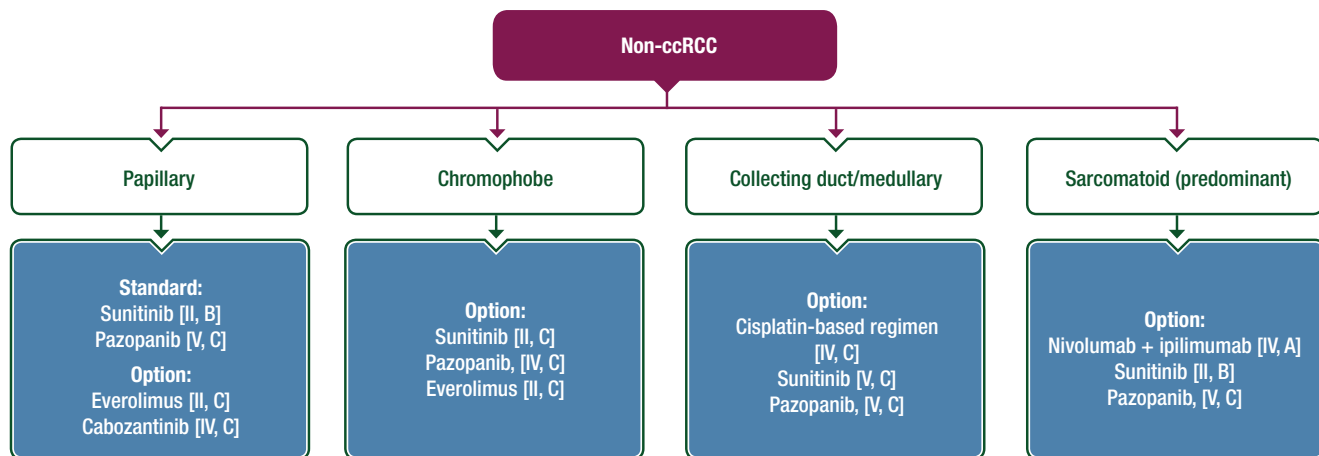 Non-ccRCC
Papillary
Chromophobe
Collecting duct/medullary
Sarcomatoid (predominant)
Standard:
Sunitinib [II, B]
Pazopanib [V, C]
Option:
Everolimus [II, C]
Cabozantinib [IV, C]
Option:
Sunitinib [II, C]
Pazopanib, [IV, C]
Everolimus [II, C]
Option:
Cisplatin-based regimen
[IV, C]
Sunitinib [V, C]
Pazopanib, [V, C]
Option:
Nivolumab + ipilimumab [IV, A]
Sunitinib [II, B]
Pazopanib, [V, C]